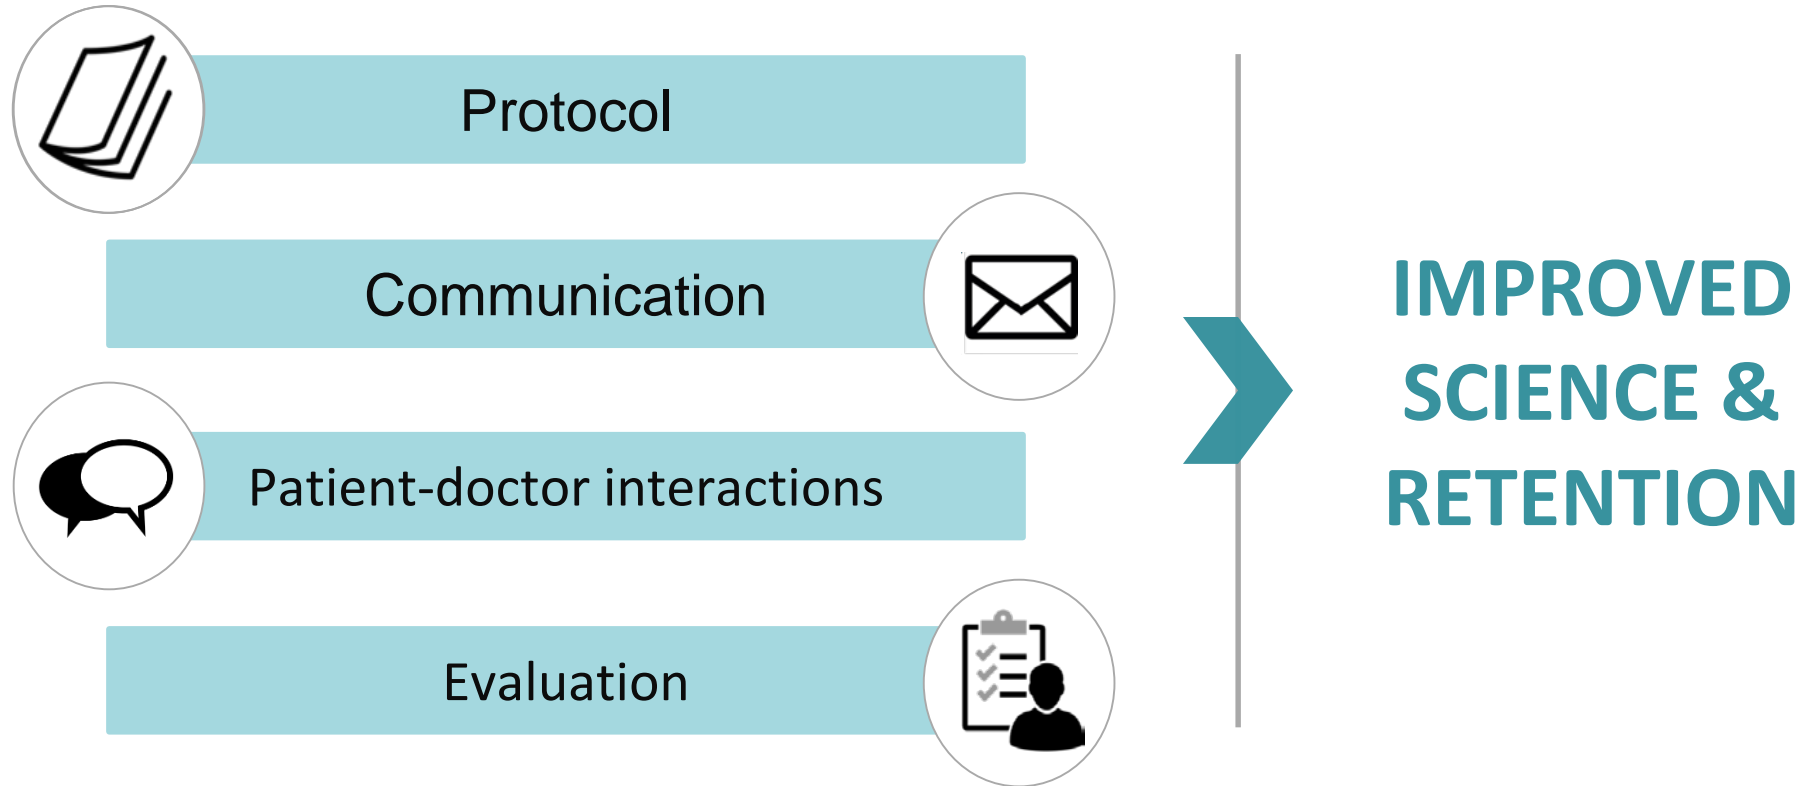 Protocol
Communication
Patient-doctor interactions
Evaluation
IMPROVED
SCIENCE &
RETENTION